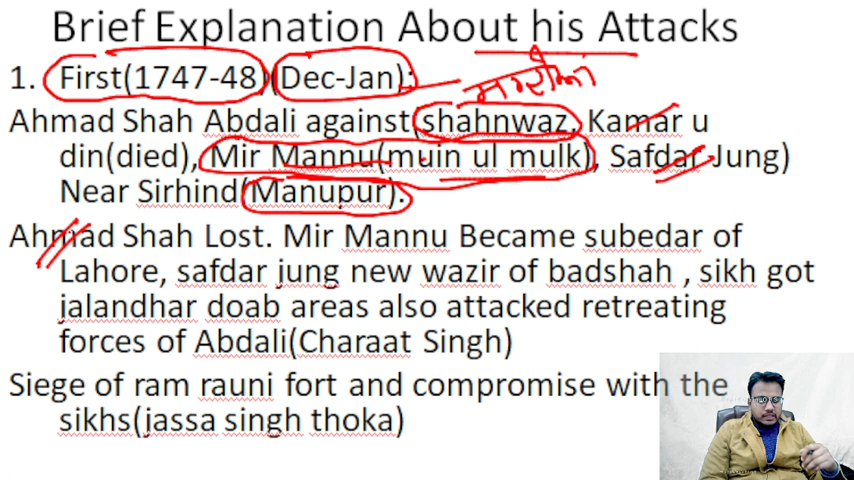 Brief Explanation About his Attacks
1. First(1747-48)(Dec-Jan):
Ahmad Shah Abdali against(shahnwaz, Kamar u
din(died), Mir Mannu(muin ul mulk), Safdar Jung)
Near Sirhind(Manupur).
Ahmad Shah Lost. Mir Mannu Became subedar of
Lahore, safdar jung new wazir of badshah , sikh got
jalandhar doab areas also attacked retreating
forces of Abdali(Charaat Singh)
Siege of ram rauni fort and compromise with the
sikhs(jassa singh thoka)